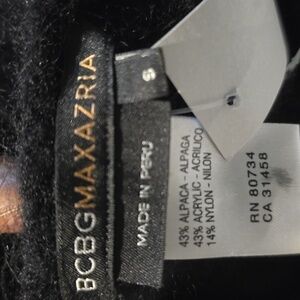 BCBGMAXAZRIA
S
MADE IN PERU
43% ALPACA - ALPAGA
43% ACRYLIC - ACRILICO
14% NYLON - NILON
RN 80734
CA 31458